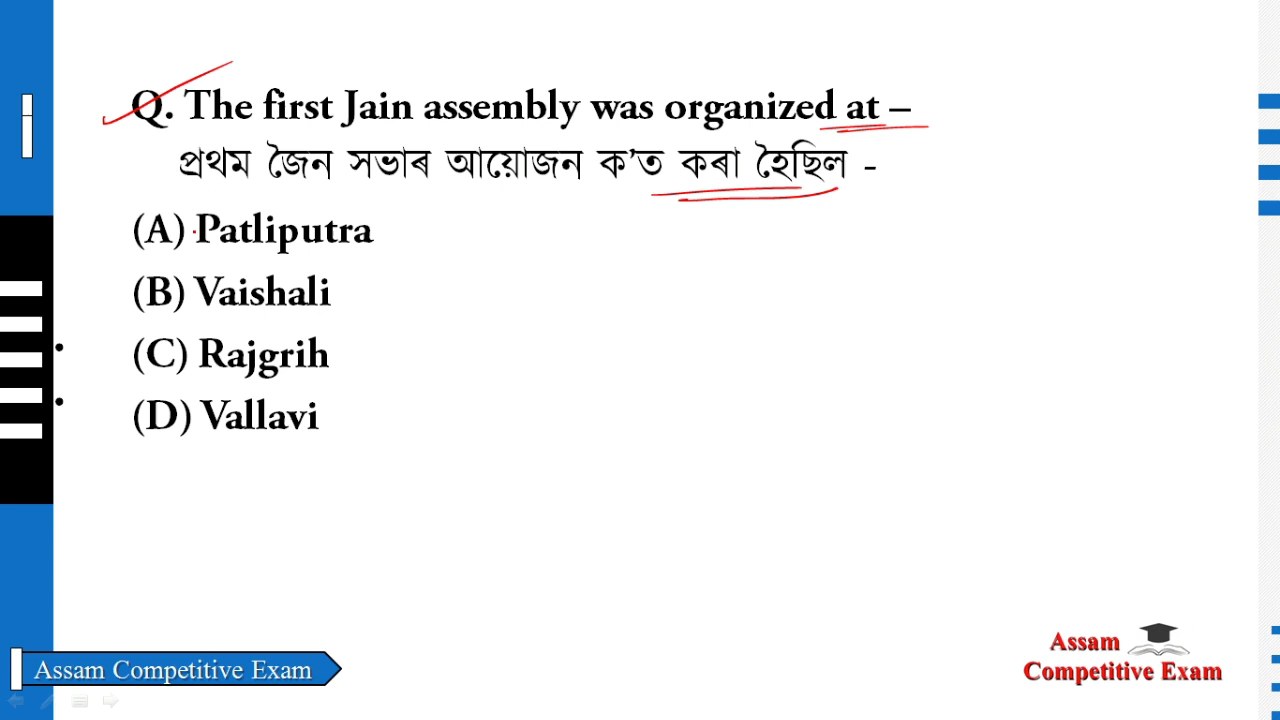 Q. The first Jain assembly was organized at –
প্ৰথম জৈন সভাৰ আয়োজন ক’ত কৰা হৈছিল -
(A) Patliputra
(B) Vaishali
(C) Rajgrih
(D) Vallavi
Assam Competitive Exam
Assam
Competitive Exam